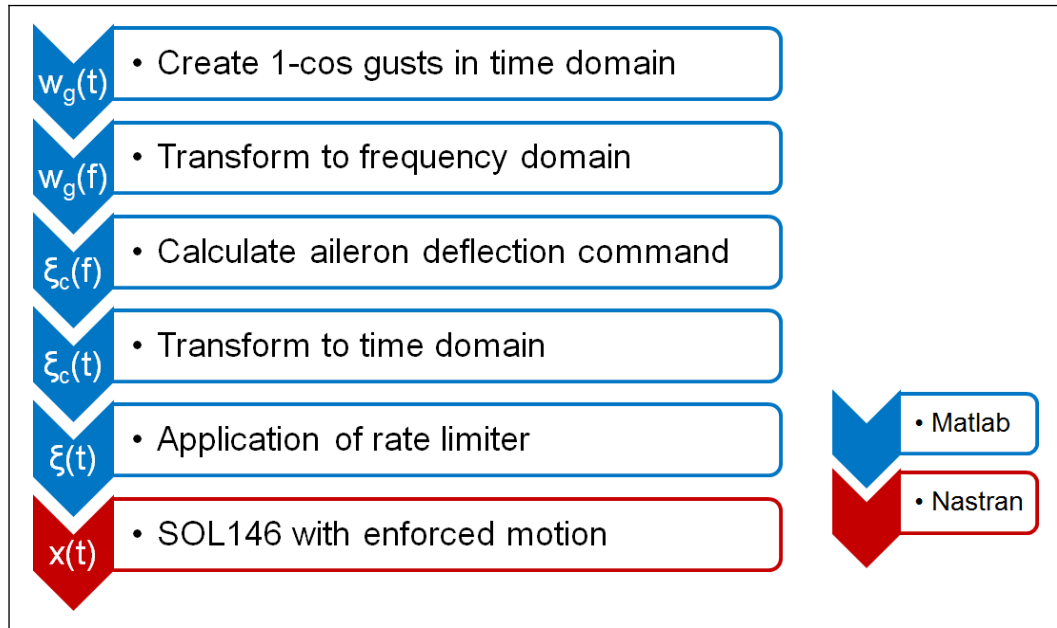 w_g(t) • Create 1-cos gusts in time domain
w_g(f) • Transform to frequency domain
ξ_c(f) • Calculate aileron deflection command
ξ_c(t) • Transform to time domain
ξ(t) • Application of rate limiter
x(t) • SOL146 with enforced motion
• Matlab
• Nastran